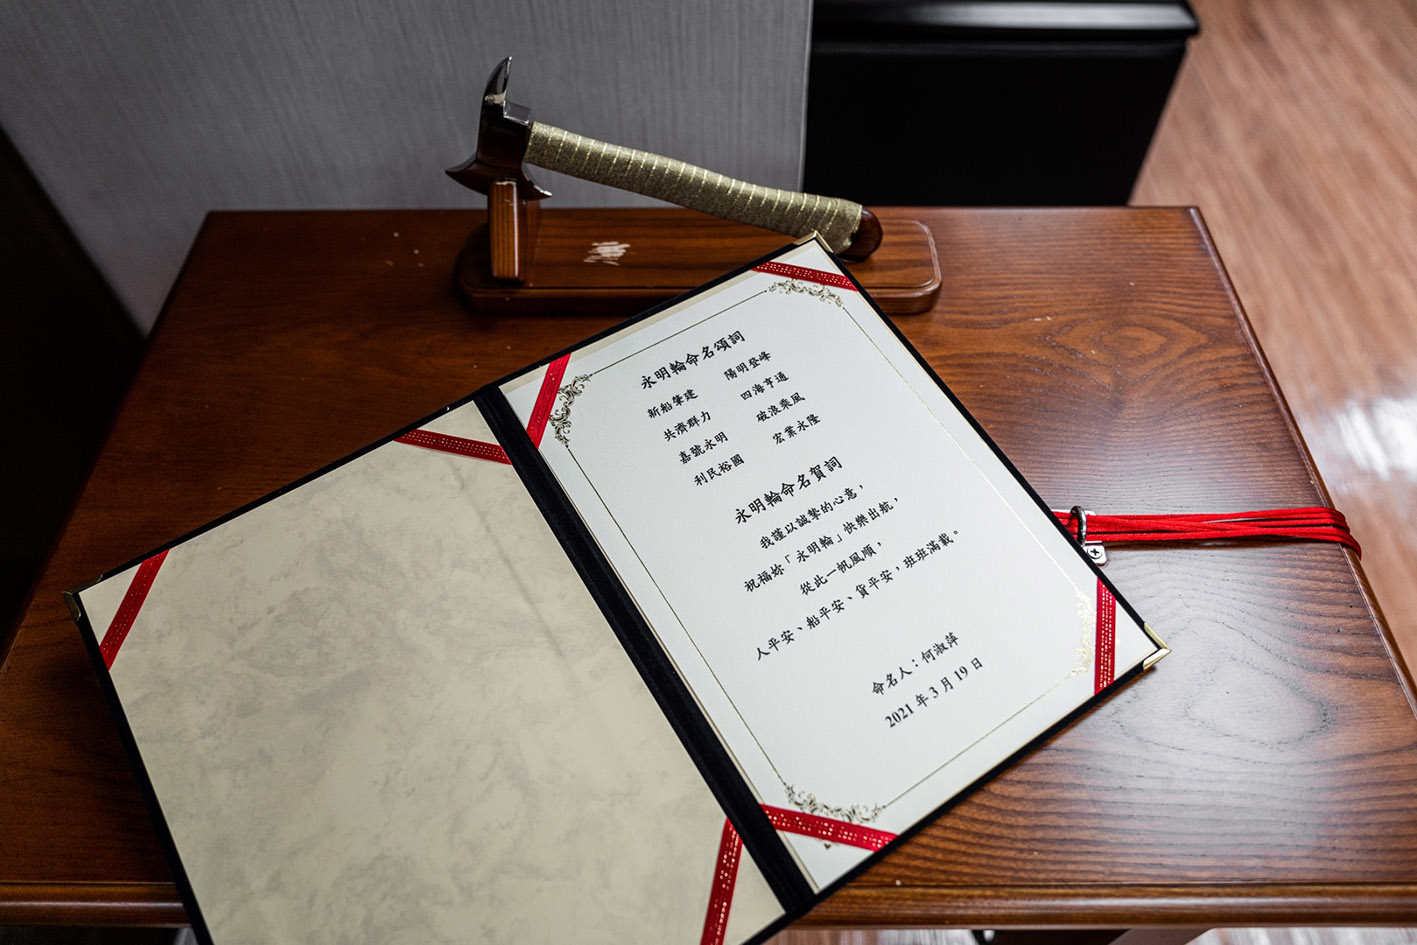 永明輪命名頌詞
新船肇建 陽明登峰
共濟群力 四海亨通
嘉號永明 破浪乘風
利民裕國 宏業永隆
永明輪命名賀詞
我謹以誠摯的心意，
祝福妳「永明輪」快樂出航，
從此一帆風順，
人平安、船平安、貨平安，班班滿載。
命名人：何淑萍
2021 年 3 月 19 日